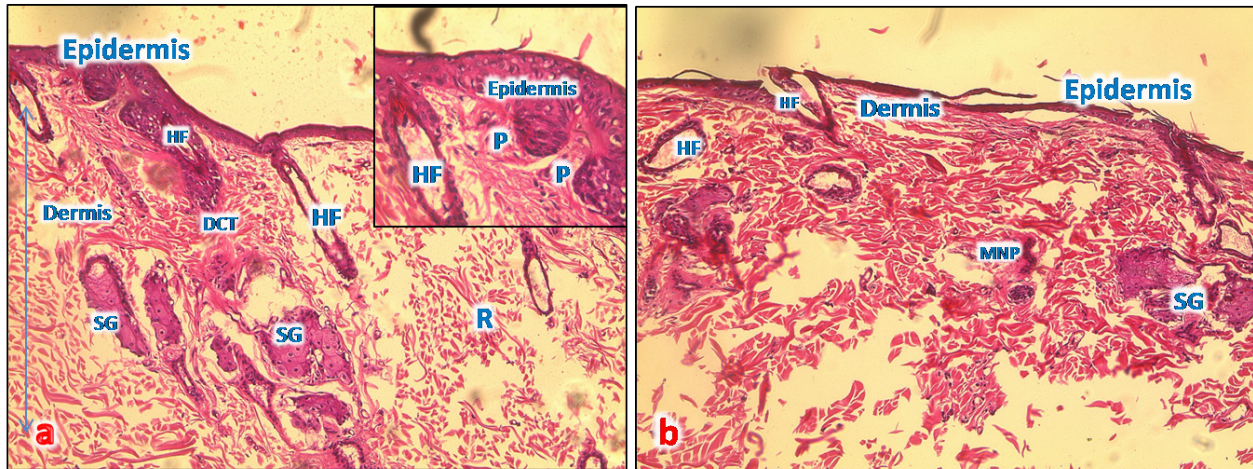 Epidermis
HF
Dermis
DCT
HF
SG
SG
R
a
Epidermis
P
HF
P
HF
Dermis
Epidermis
HF
MNP
SG
b